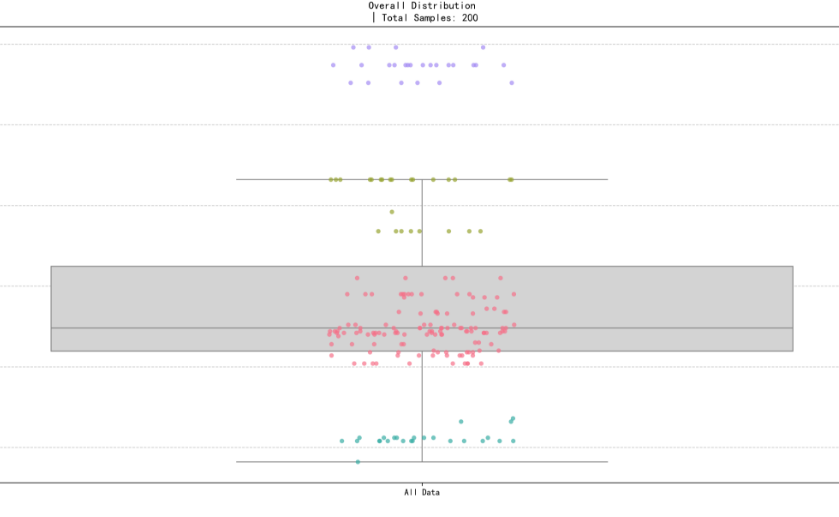 Overall Distribution
| Total Samples: 200
All Data